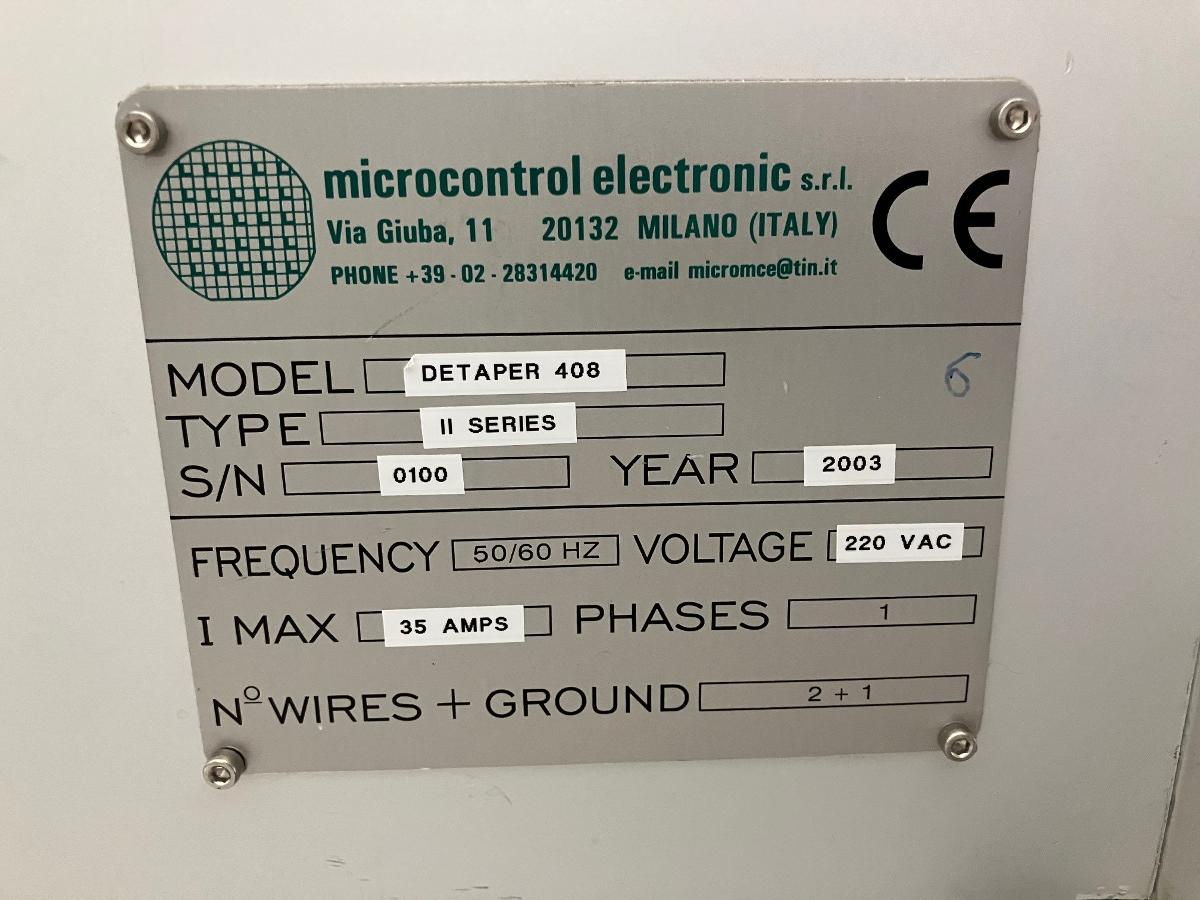 microcontrol electronic s.r.l.
Via Giuba, 11 20132 MILANO (ITALY)
PHONE +39 - 02 - 28314420 e-mail micromce@tin.it
CE
MODEL DETAPER 408
6
TYPE II SERIES
S/N 0100 YEAR 2003
FREQUENCY 50/60 HZ VOLTAGE 220 VAC
I MAX 35 AMPS PHASES 1
Nº WIRES + GROUND 2 + 1